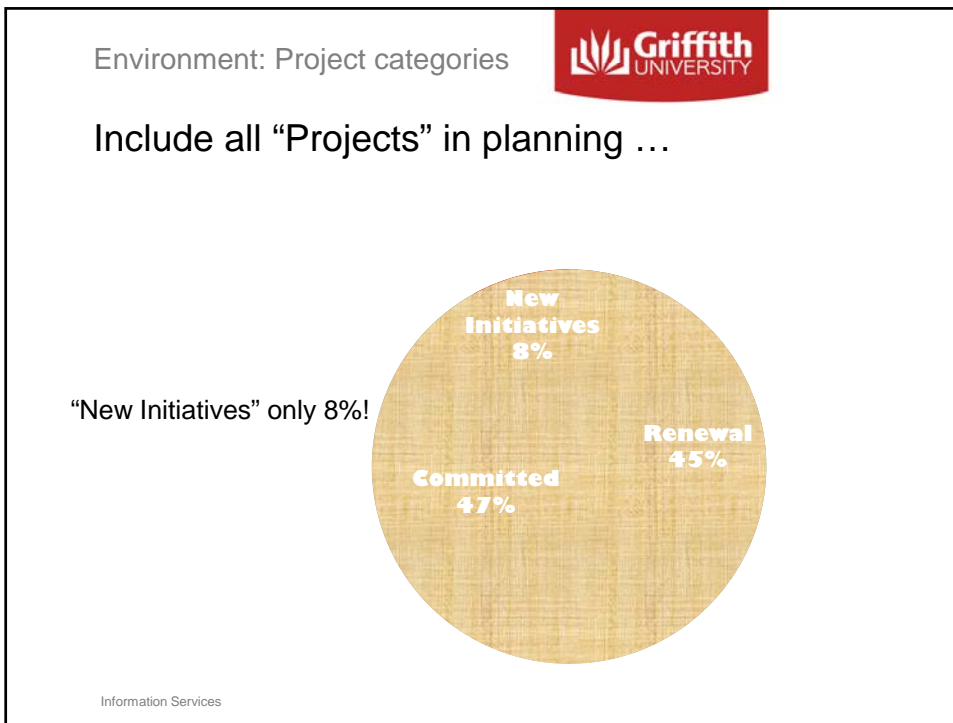 Environment: Project categories
Griffith
UNIVERSITY
Include all “Projects” in planning …
New
Initiatives
8%
“New Initiatives” only 8%!
Renewal
45%
Committed
47%
Information Services